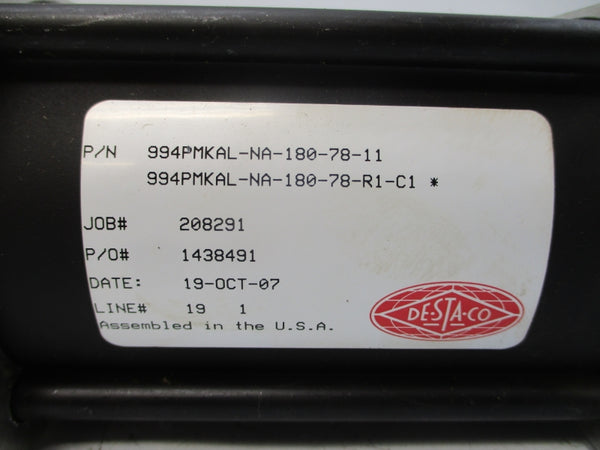 P/N 994PMKAL-NA-180-78-11
994PMKAL-NA-180-78-R1-C1 *
JOB# 208291
P/O# 1438491
DATE: 19-OCT-07
LINE# 19 1
Assembled in the U.S.A.
DE-STA-CO